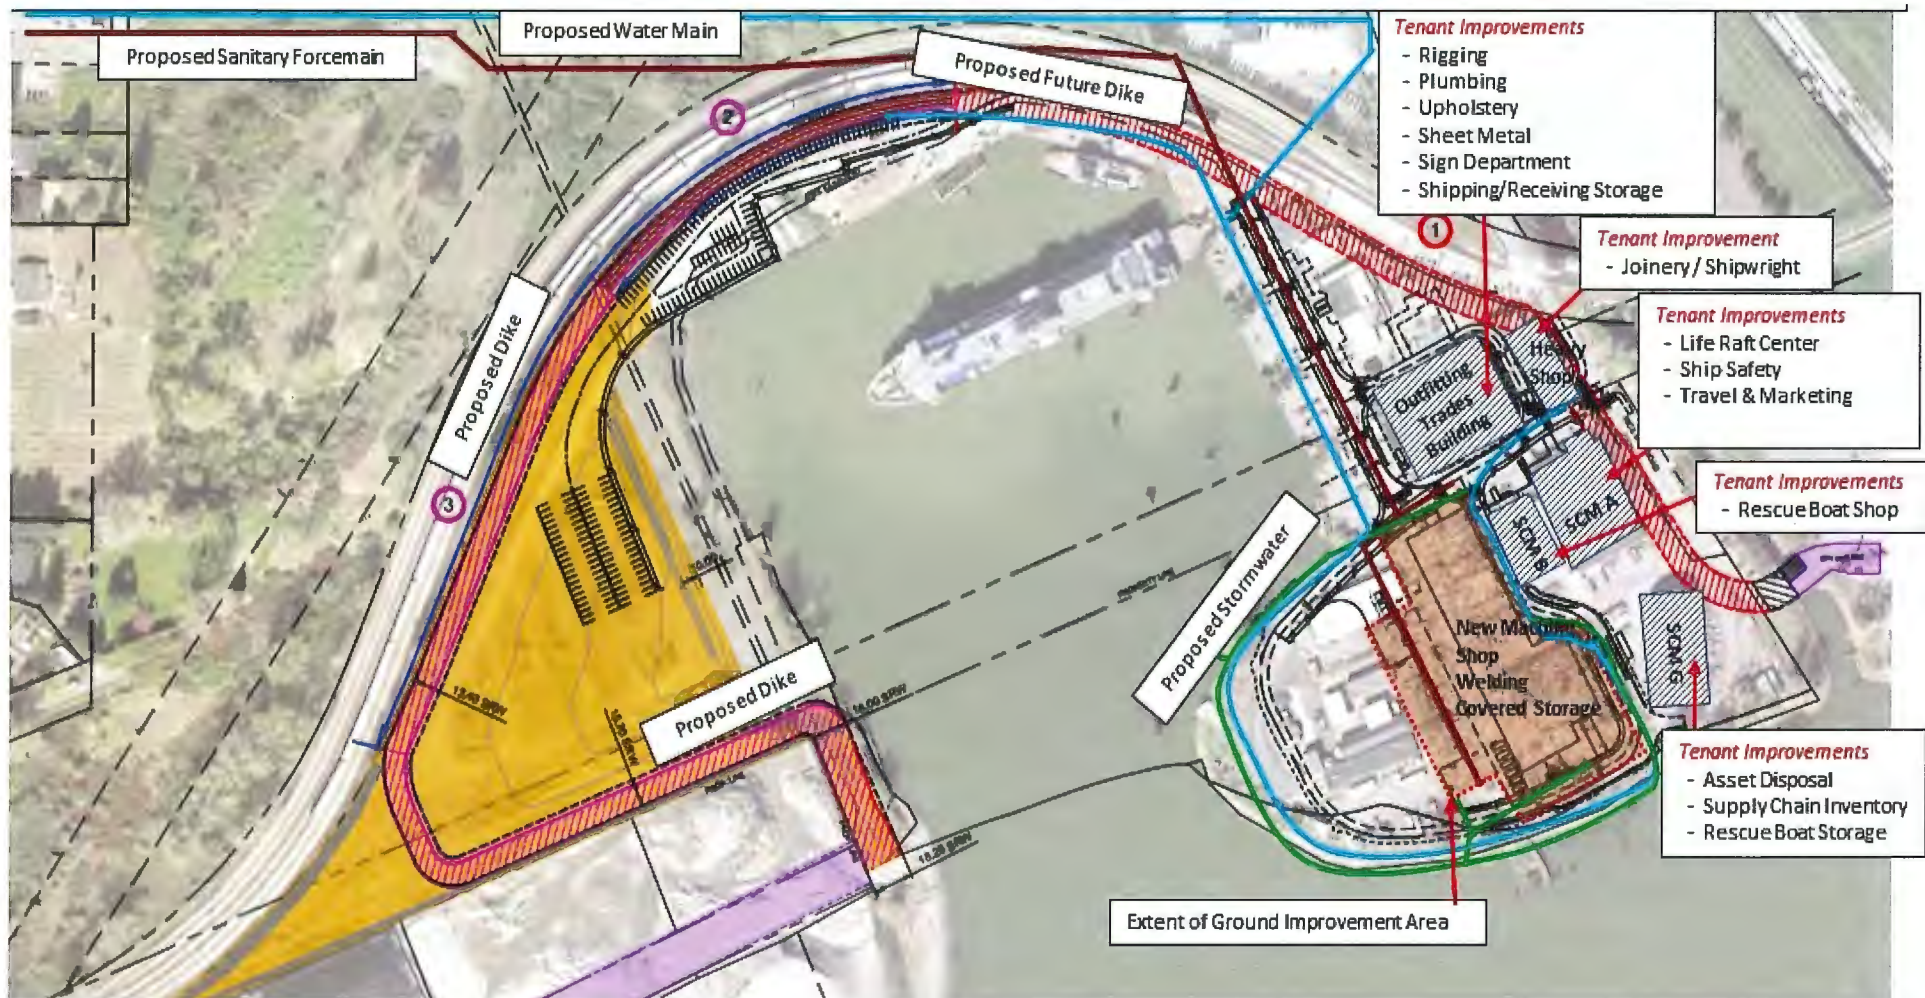 Proposed Water Main
Proposed Sanitary Forcemain
Proposed Future Dike
Tenant Improvements
- Rigging
- Plumbing
- Upholstery
- Sheet Metal
- Sign Department
- Shipping/Receiving Storage
2
1
Tenant Improvement
- Joinery / Shipwright
Tenant Improvements
- Life Raft Center
- Ship Safety
- Travel & Marketing
Heavy
Shop
Outfitting
Trades
Building
Proposed Dike
3
Tenant Improvements
- Rescue Boat Shop
SCM A
SCM B
Proposed Stormwater
New Machine
Shop
Welding
Covered Storage
SCM G
Proposed Dike
Tenant Improvements
- Asset Disposal
- Supply Chain Inventory
- Rescue Boat Storage
Extent of Ground Improvement Area